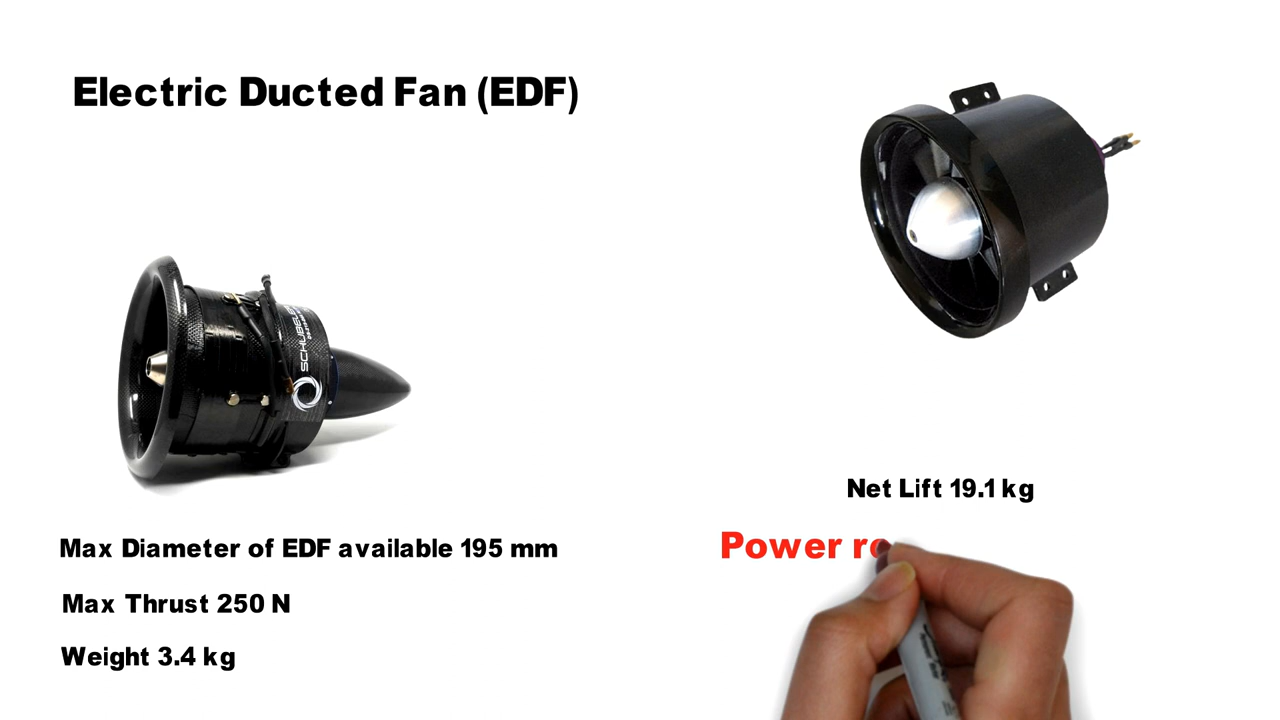 Electric Ducted Fan (EDF)
SCHUBELER
Net Lift 19.1 kg
Max Diameter of EDF available 195 mm
Power
Max Thrust 250 N
Weight 3.4 kg